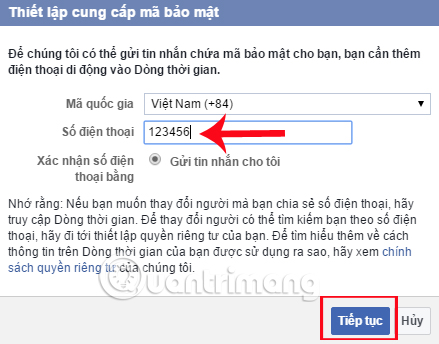 Thiết lập cung cấp mã bảo mật
Để chúng tôi có thể gửi tin nhắn chứa mã bảo mật cho bạn, bạn cần thêm
điện thoại di động vào Dòng thời gian.
Mã quốc gia Việt Nam (+84)
Số điện thoại 123456
Xác nhận số điện Gửi tin nhắn cho tôi
thoại bằng
Nhớ rằng: Nếu bạn muốn thay đổi người mà bạn chia sẻ số điện thoại, hãy
truy cập Dòng thời gian. Để thay đổi người có thể tìm kiếm bạn theo số điện
thoại, hãy đi tới thiết lập quyền riêng tư của bạn. Để tìm hiểu thêm về cách
thông tin trên Dòng thời gian của bạn được sử dụng ra sao, hãy xem chính
sách quyền riêng tư của chúng tôi.
Quantrimang
Tiếp tục Hủy